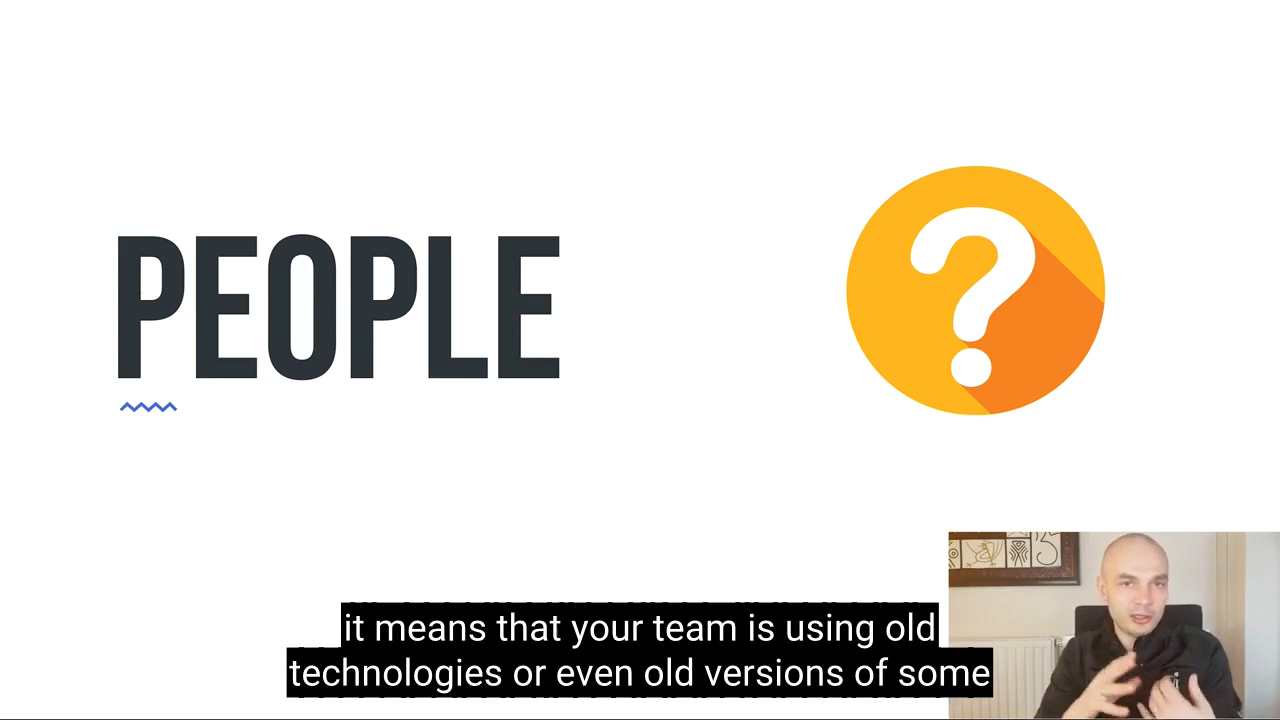 PEOPLE
?
it means that your team is using old
technologies or even old versions of some